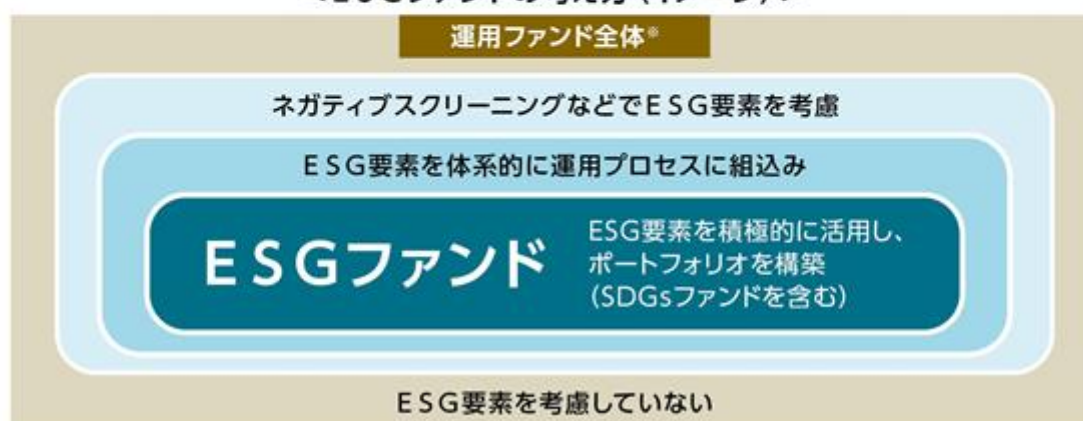 運用ファンド全体※
ネガティブスクリーニングなどでESG要素を考慮
ESG要素を体系的に運用プロセスに組込み
ESGファンド
ESG要素を積極的に活用し、
ポートフォリオを構築
(SDGsファンドを含む)
ESG要素を考慮していない